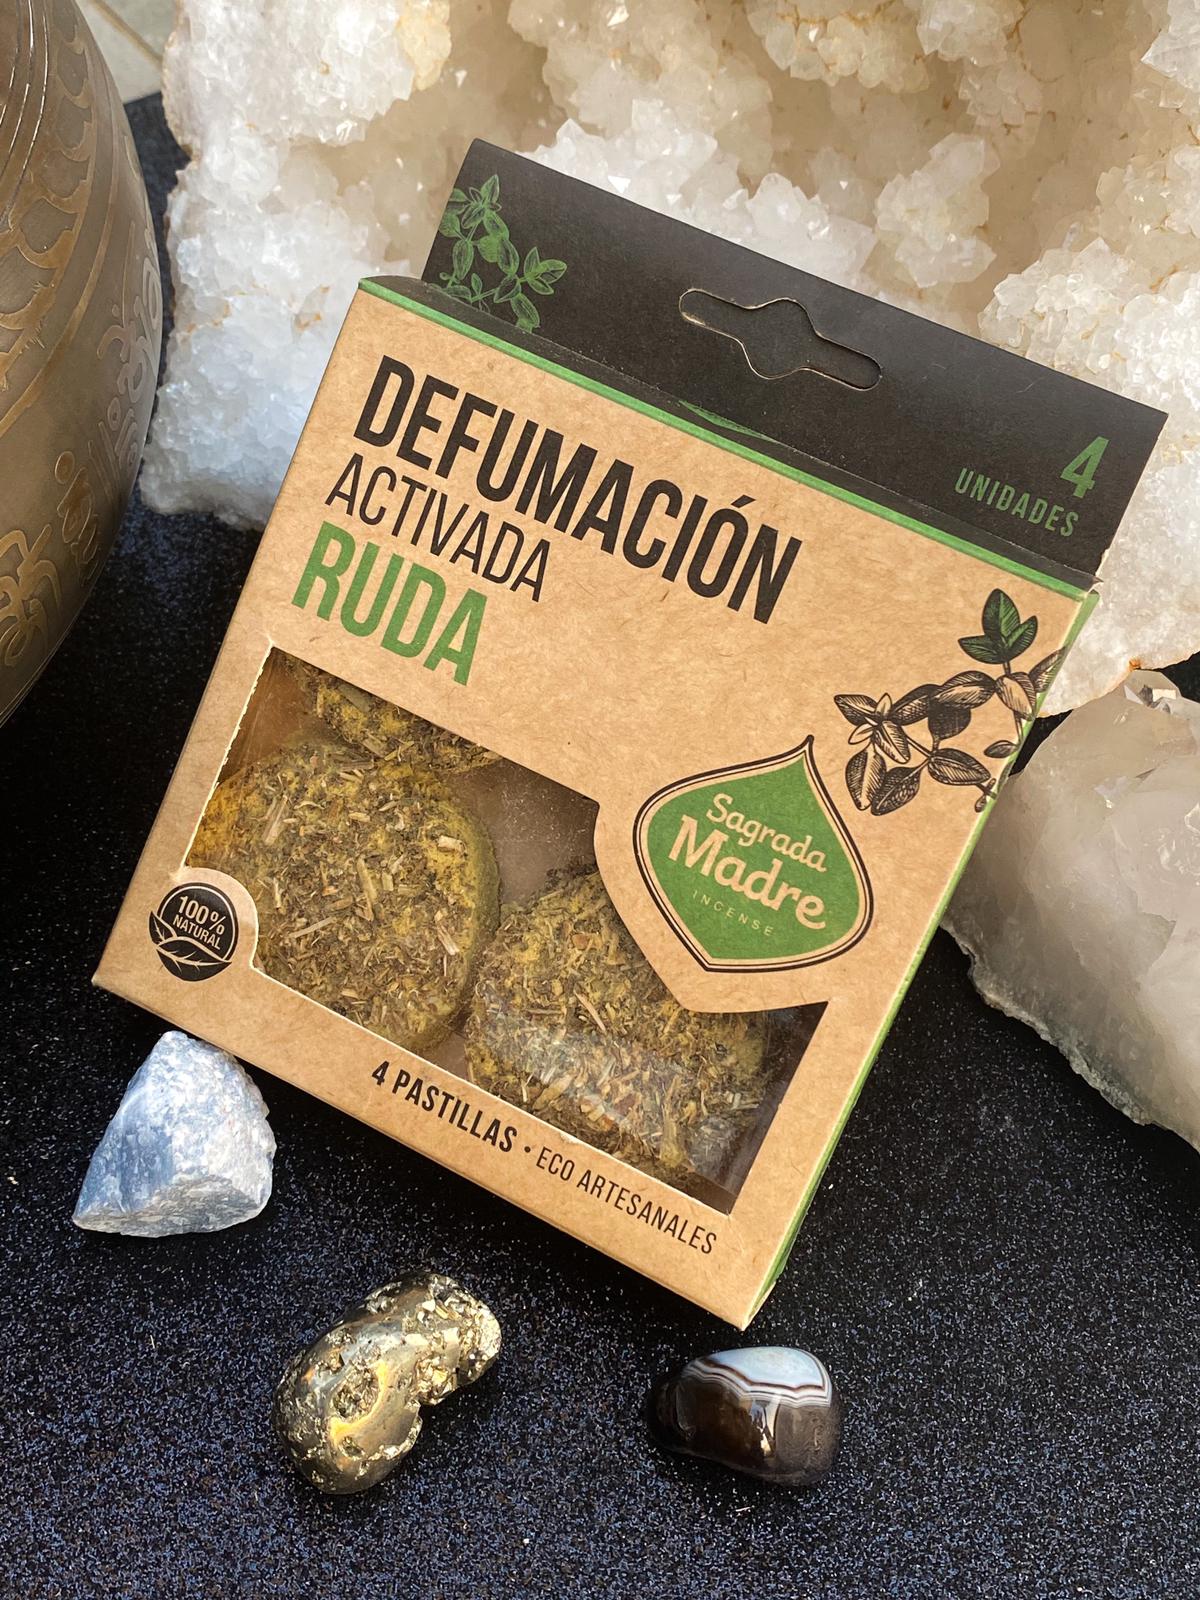 4
UNIDADES
DEFUMACIÓN
ACTIVADA
RUDA
Sagrada
Madre
INCENSE
100%
NATURAL
4 PASTILLAS • ECO ARTESANALES